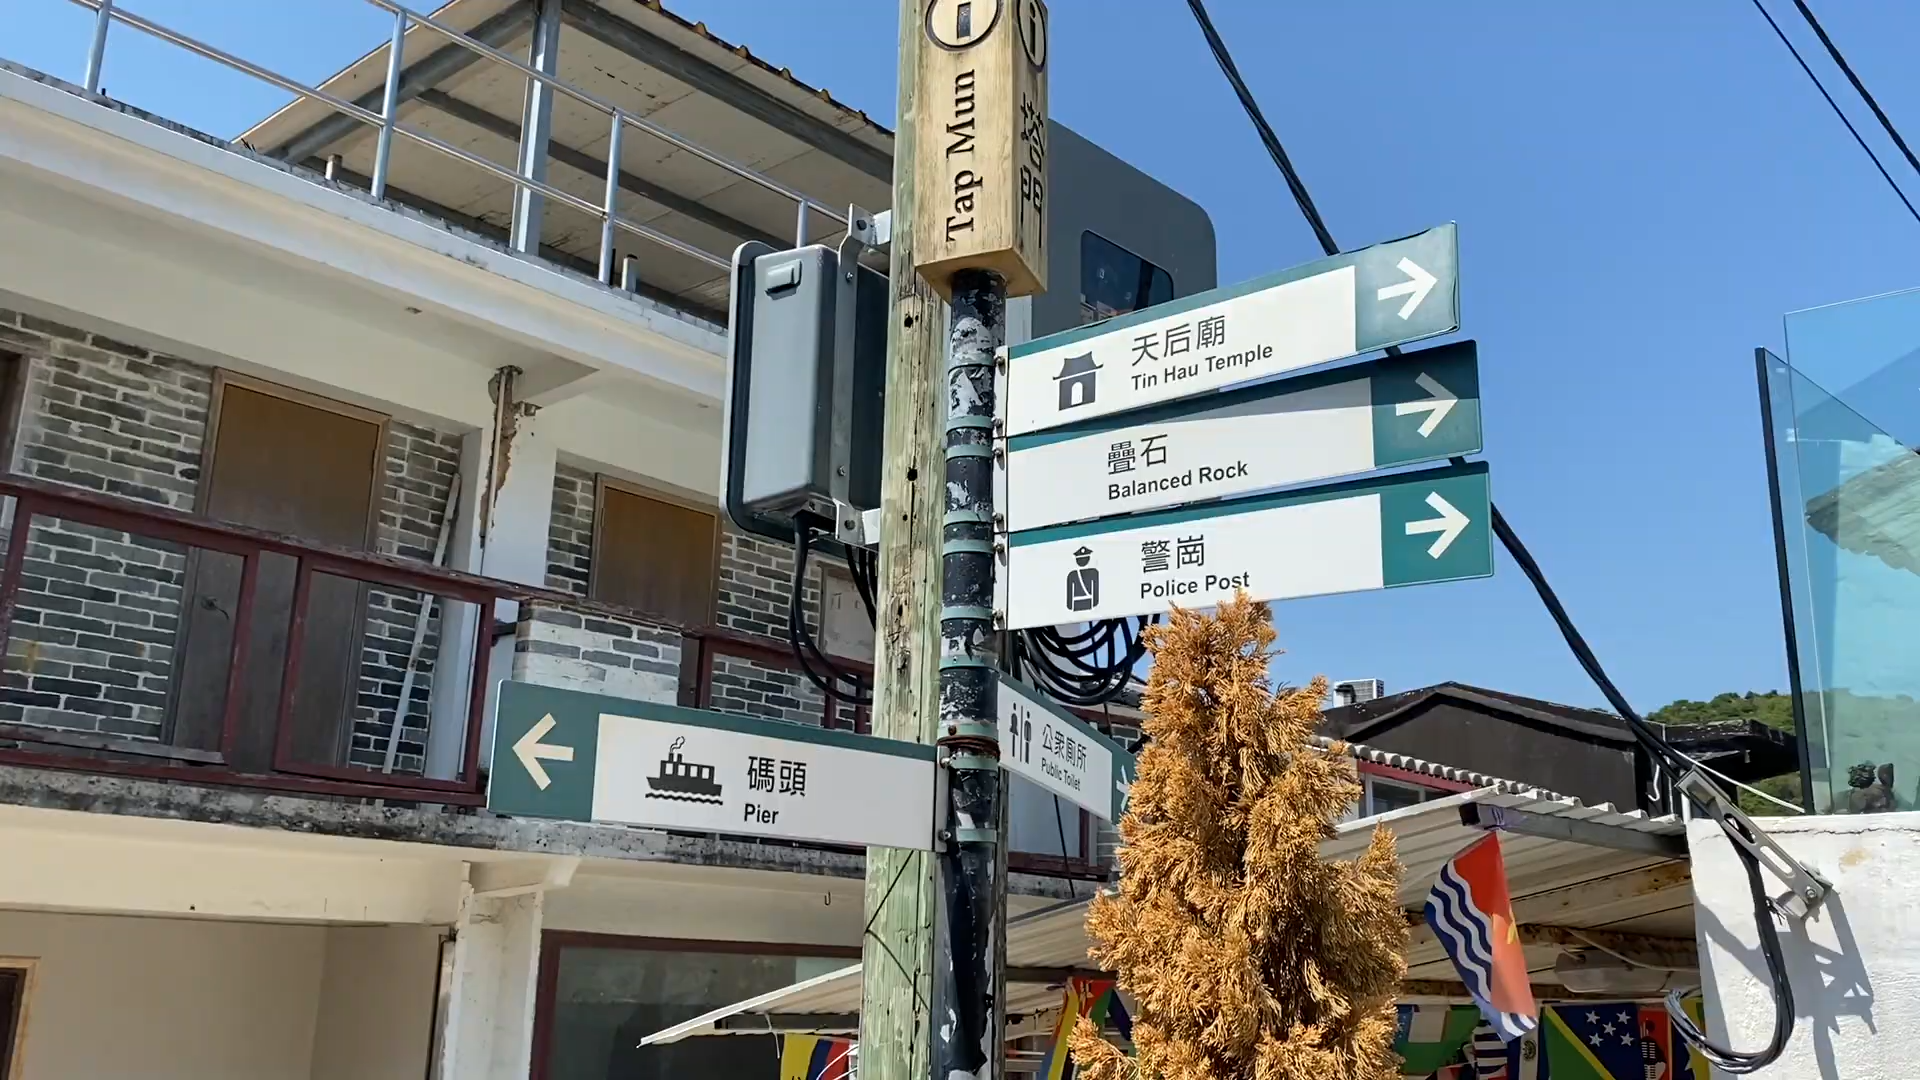 i
i
Tap Mun
塔門
天后廟
Tin Hau Temple
疊石
Balanced Rock
警崗
Police Post
公衆廁所
Public Toilet
碼頭
Pier